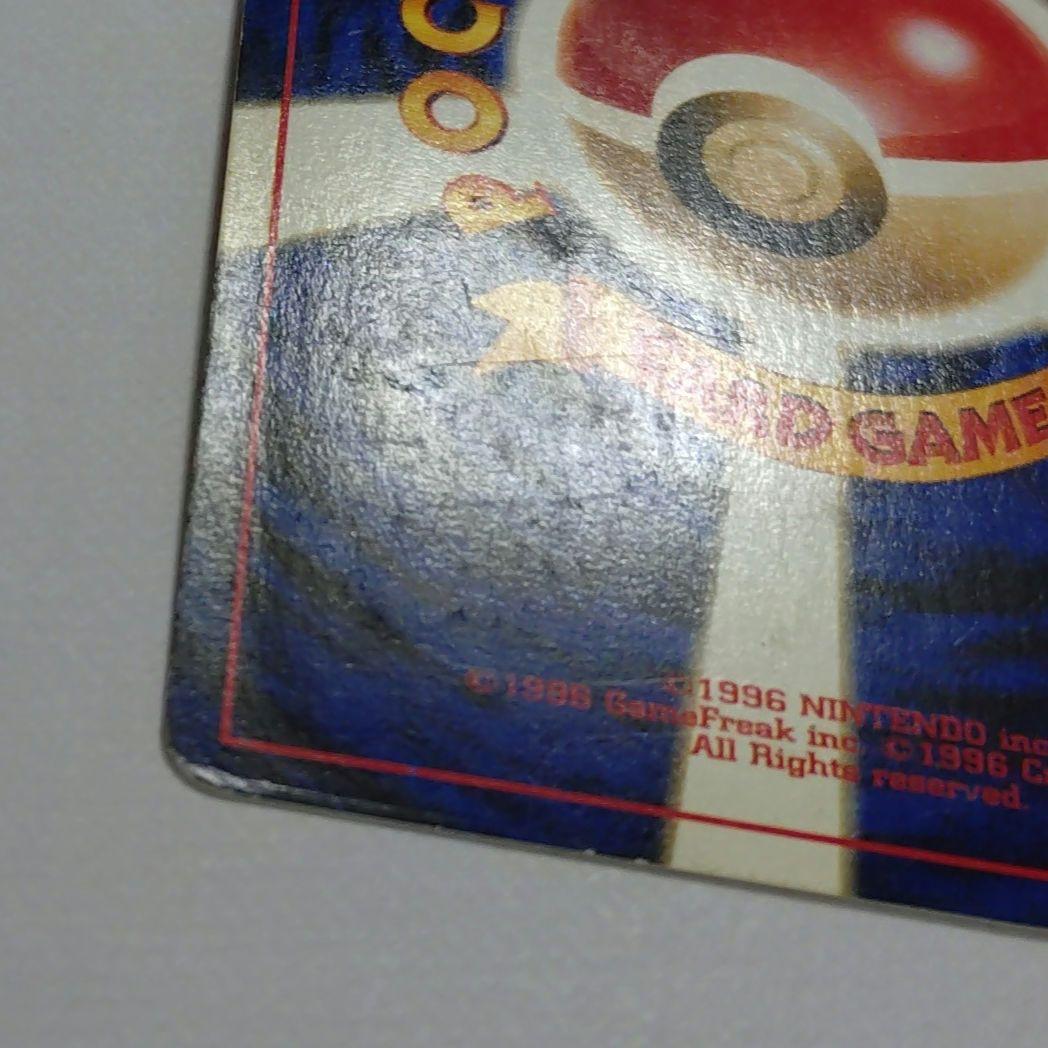 CARD GAME
©1996 NINTENDO inc
©1996 GameFreak inc. ©1996 C
All Rights reserved.